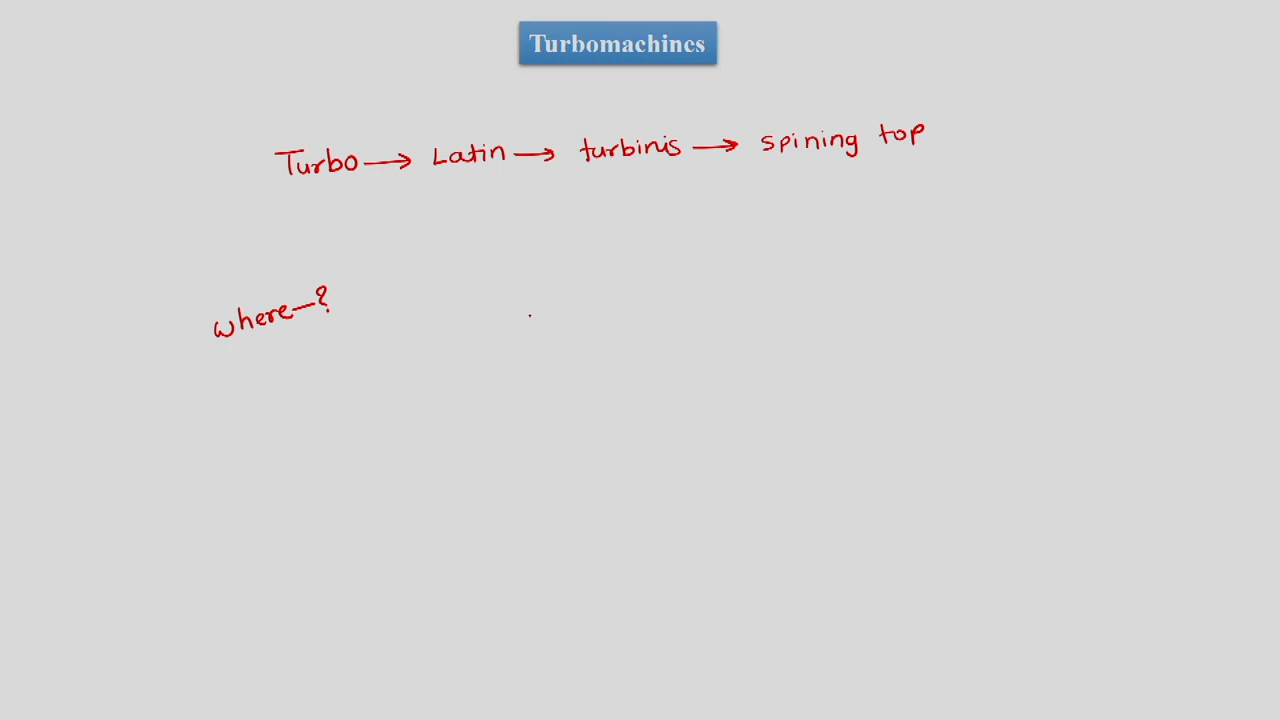 Turbomachines
Turbo → Latin → turbinis → spining top
where—?